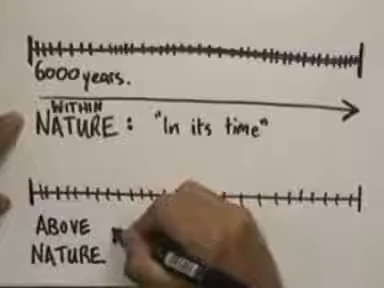 6000 years.
WITHIN
NATURE: "In its time"
ABOVE
NATURE